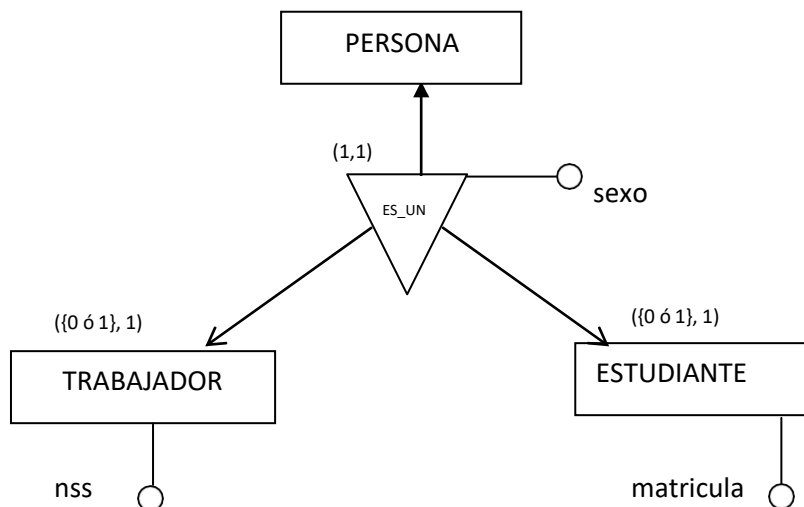 PERSONA
(1,1)
ES_UN
sexo
({0 ó 1}, 1)
({0 ó 1}, 1)
TRABAJADOR
ESTUDIANTE
nss
matricula